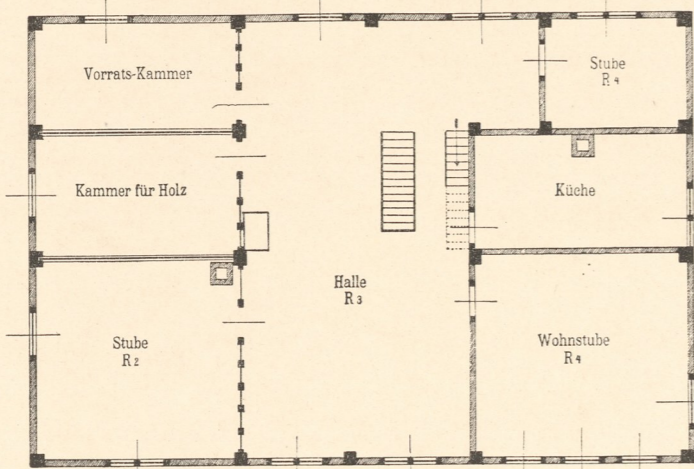 Vorrats-Kammer
Stube
R 4
Kammer für Holz
Küche
Halle
R 3
Stube
R 2
Wohnstube
R 4